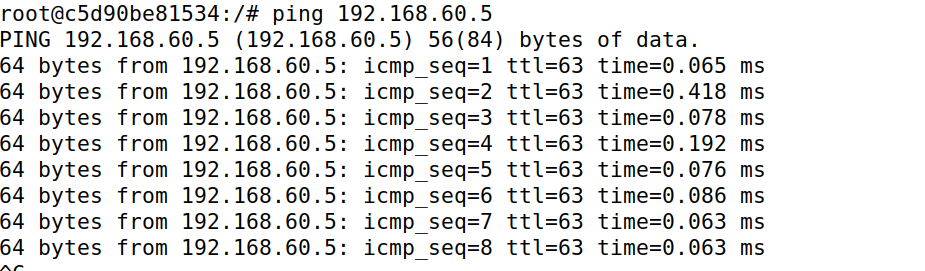 root@c5d90be81534:/# ping 192.168.60.5
PING 192.168.60.5 (192.168.60.5) 56(84) bytes of data.
64 bytes from 192.168.60.5: icmp_seq=1 ttl=63 time=0.065 ms
64 bytes from 192.168.60.5: icmp_seq=2 ttl=63 time=0.418 ms
64 bytes from 192.168.60.5: icmp_seq=3 ttl=63 time=0.078 ms
64 bytes from 192.168.60.5: icmp_seq=4 ttl=63 time=0.192 ms
64 bytes from 192.168.60.5: icmp_seq=5 ttl=63 time=0.076 ms
64 bytes from 192.168.60.5: icmp_seq=6 ttl=63 time=0.086 ms
64 bytes from 192.168.60.5: icmp_seq=7 ttl=63 time=0.063 ms
64 bytes from 192.168.60.5: icmp_seq=8 ttl=63 time=0.063 ms